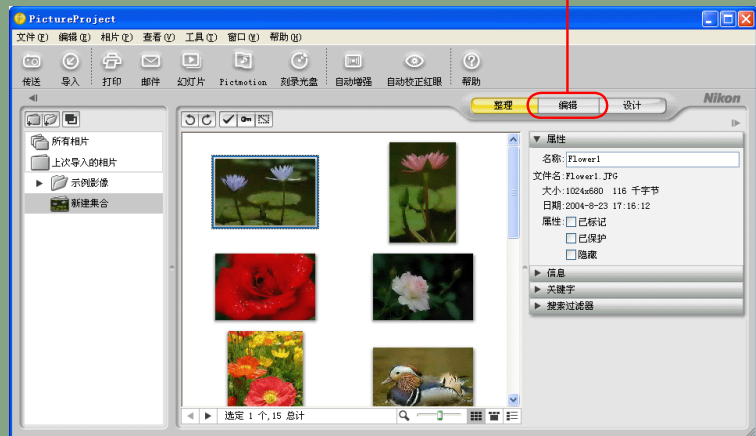 PictureProject
文件(F) 编辑(E) 相片(P) 查看(V) 工具(T) 窗口(W) 帮助(H)
传送 导入 打印 邮件 幻灯片 Pictmotion 刻录光盘 自动增强 自动校正红眼 帮助
整理 编辑 设计 Nikon
所有相片
上次导入的相片
示例影像
新建集合
属性
名称: Flower1
文件名: Flower1.JPG
大小: 1024x680 116 千字节
日期: 2004-8-23 17:16:12
属性: 已标记
已保护
隐藏
信息
关键字
搜索过滤器
选定 1 个, 15 总计